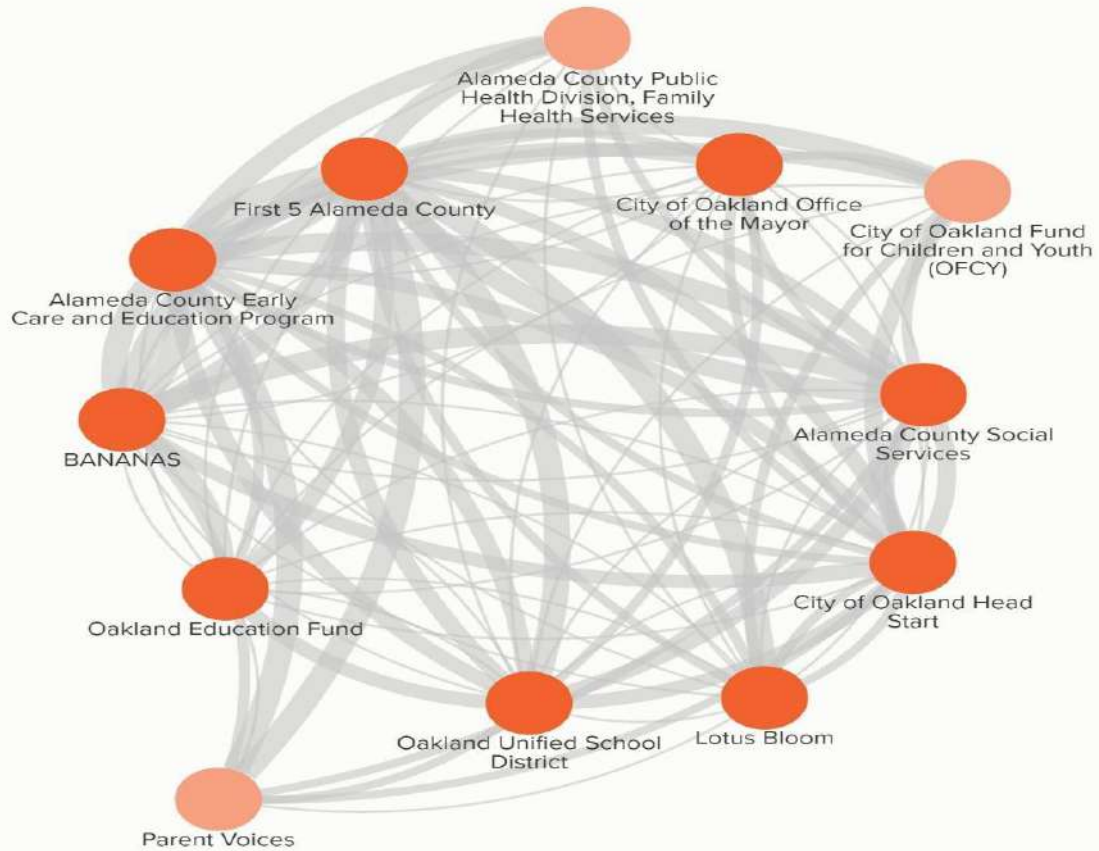 Alameda County Public
Health Division, Family
Health Services
First 5 Alameda County
City of Oakland Office
of the Mayor
City of Oakland Fund
for Children and Youth
(OFCY)
Alameda County Early
Care and Education Program
BANANAS
Alameda County Social
Services
Oakland Education Fund
City of Oakland Head
Start
Oakland Unified School
District
Lotus Bloom
Parent Voices